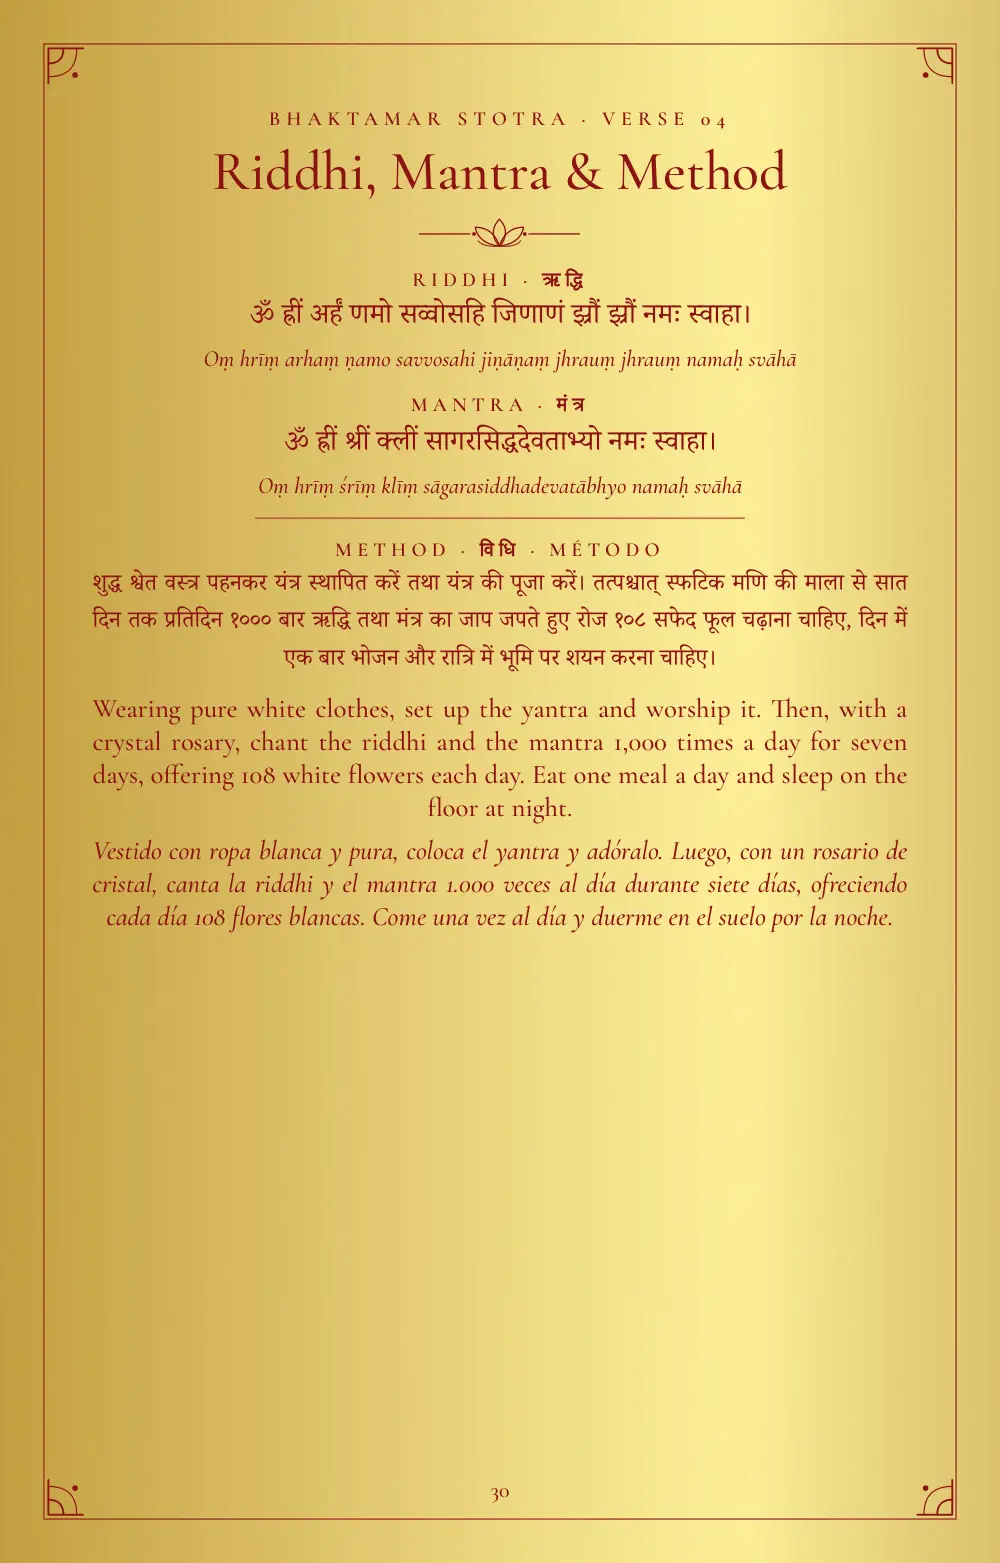 BHAKTAMAR STOTRA · VERSE 04
Riddhi, Mantra & Method
RIDDHI · ऋद्धि
ॐ ह्रीं अर्हं णमो सव्वोसहि जिणाणं झ्रौं झ्रौं नमः स्वाहा।
Oṃ hrīṃ arhaṃ ṇamo savvosahi jiṇāṇaṃ jhrauṃ jhrauṃ namaḥ svāhā
MANTRA · मंत्र
ॐ ह्रीं श्रीं क्लीं सागरसिद्धदेवताभ्यो नमः स्वाहा।
Oṃ hrīṃ śrīṃ klīṃ sāgarasiddhadevatābhyo namaḥ svāhā
METHOD · विधि · MÉTODO
शुद्ध श्वेत वस्त्र पहनकर यंत्र स्थापित करें तथा यंत्र की पूजा करें। तत्पश्चात् स्फटिक मणि की माला से सात
दिन तक प्रतिदिन १००० बार ऋद्धि तथा मंत्र का जाप जपते हुए रोज १०८ सफेद फूल चढ़ाना चाहिए, दिन में
एक बार भोजन और रात्रि में भूमि पर शयन करना चाहिए।
Wearing pure white clothes, set up the yantra and worship it. Then, with a
crystal rosary, chant the riddhi and the mantra 1,000 times a day for seven
days, offering 108 white flowers each day. Eat one meal a day and sleep on the
floor at night.
Vestido con ropa blanca y pura, coloca el yantra y adóralo. Luego, con un rosario de
cristal, canta la riddhi y el mantra 1.000 veces al día durante siete días, ofreciendo
cada día 108 flores blancas. Come una vez al día y duerme en el suelo por la noche.
30